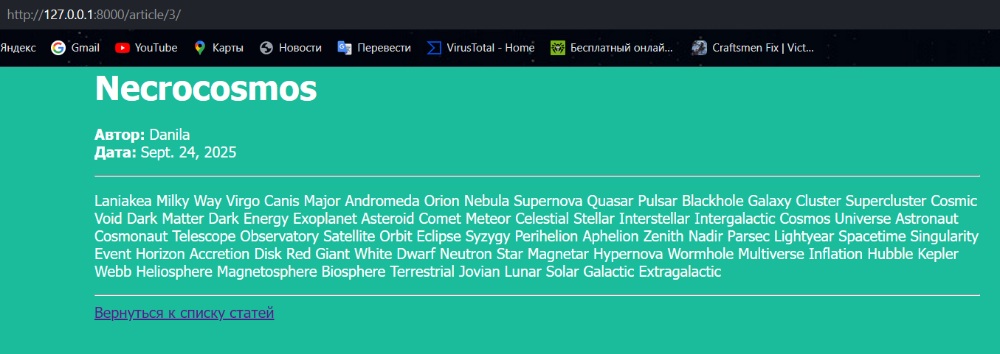 http://127.0.0.1:8000/article/3/
Яндекс Gmail YouTube Карты Новости Перевести VirusTotal - Home Бесплатный онлай... Craftsmen Fix | Vict...
Necrocosmos
Автор: Danila
Дата: Sept. 24, 2025
Laniakea Milky Way Virgo Canis Major Andromeda Orion Nebula Supernova Quasar Pulsar Blackhole Galaxy Cluster Supercluster Cosmic
Void Dark Matter Dark Energy Exoplanet Asteroid Comet Meteor Celestial Stellar Interstellar Intergalactic Cosmos Universe Astronaut
Cosmonaut Telescope Observatory Satellite Orbit Eclipse Syzygy Perihelion Aphelion Zenith Nadir Parsec Lightyear Spacetime Singularity
Event Horizon Accretion Disk Red Giant White Dwarf Neutron Star Magnetar Hypernova Wormhole Multiverse Inflation Hubble Kepler
Webb Heliosphere Magnetosphere Biosphere Terrestrial Jovian Lunar Solar Galactic Extragalactic
Вернуться к списку статей